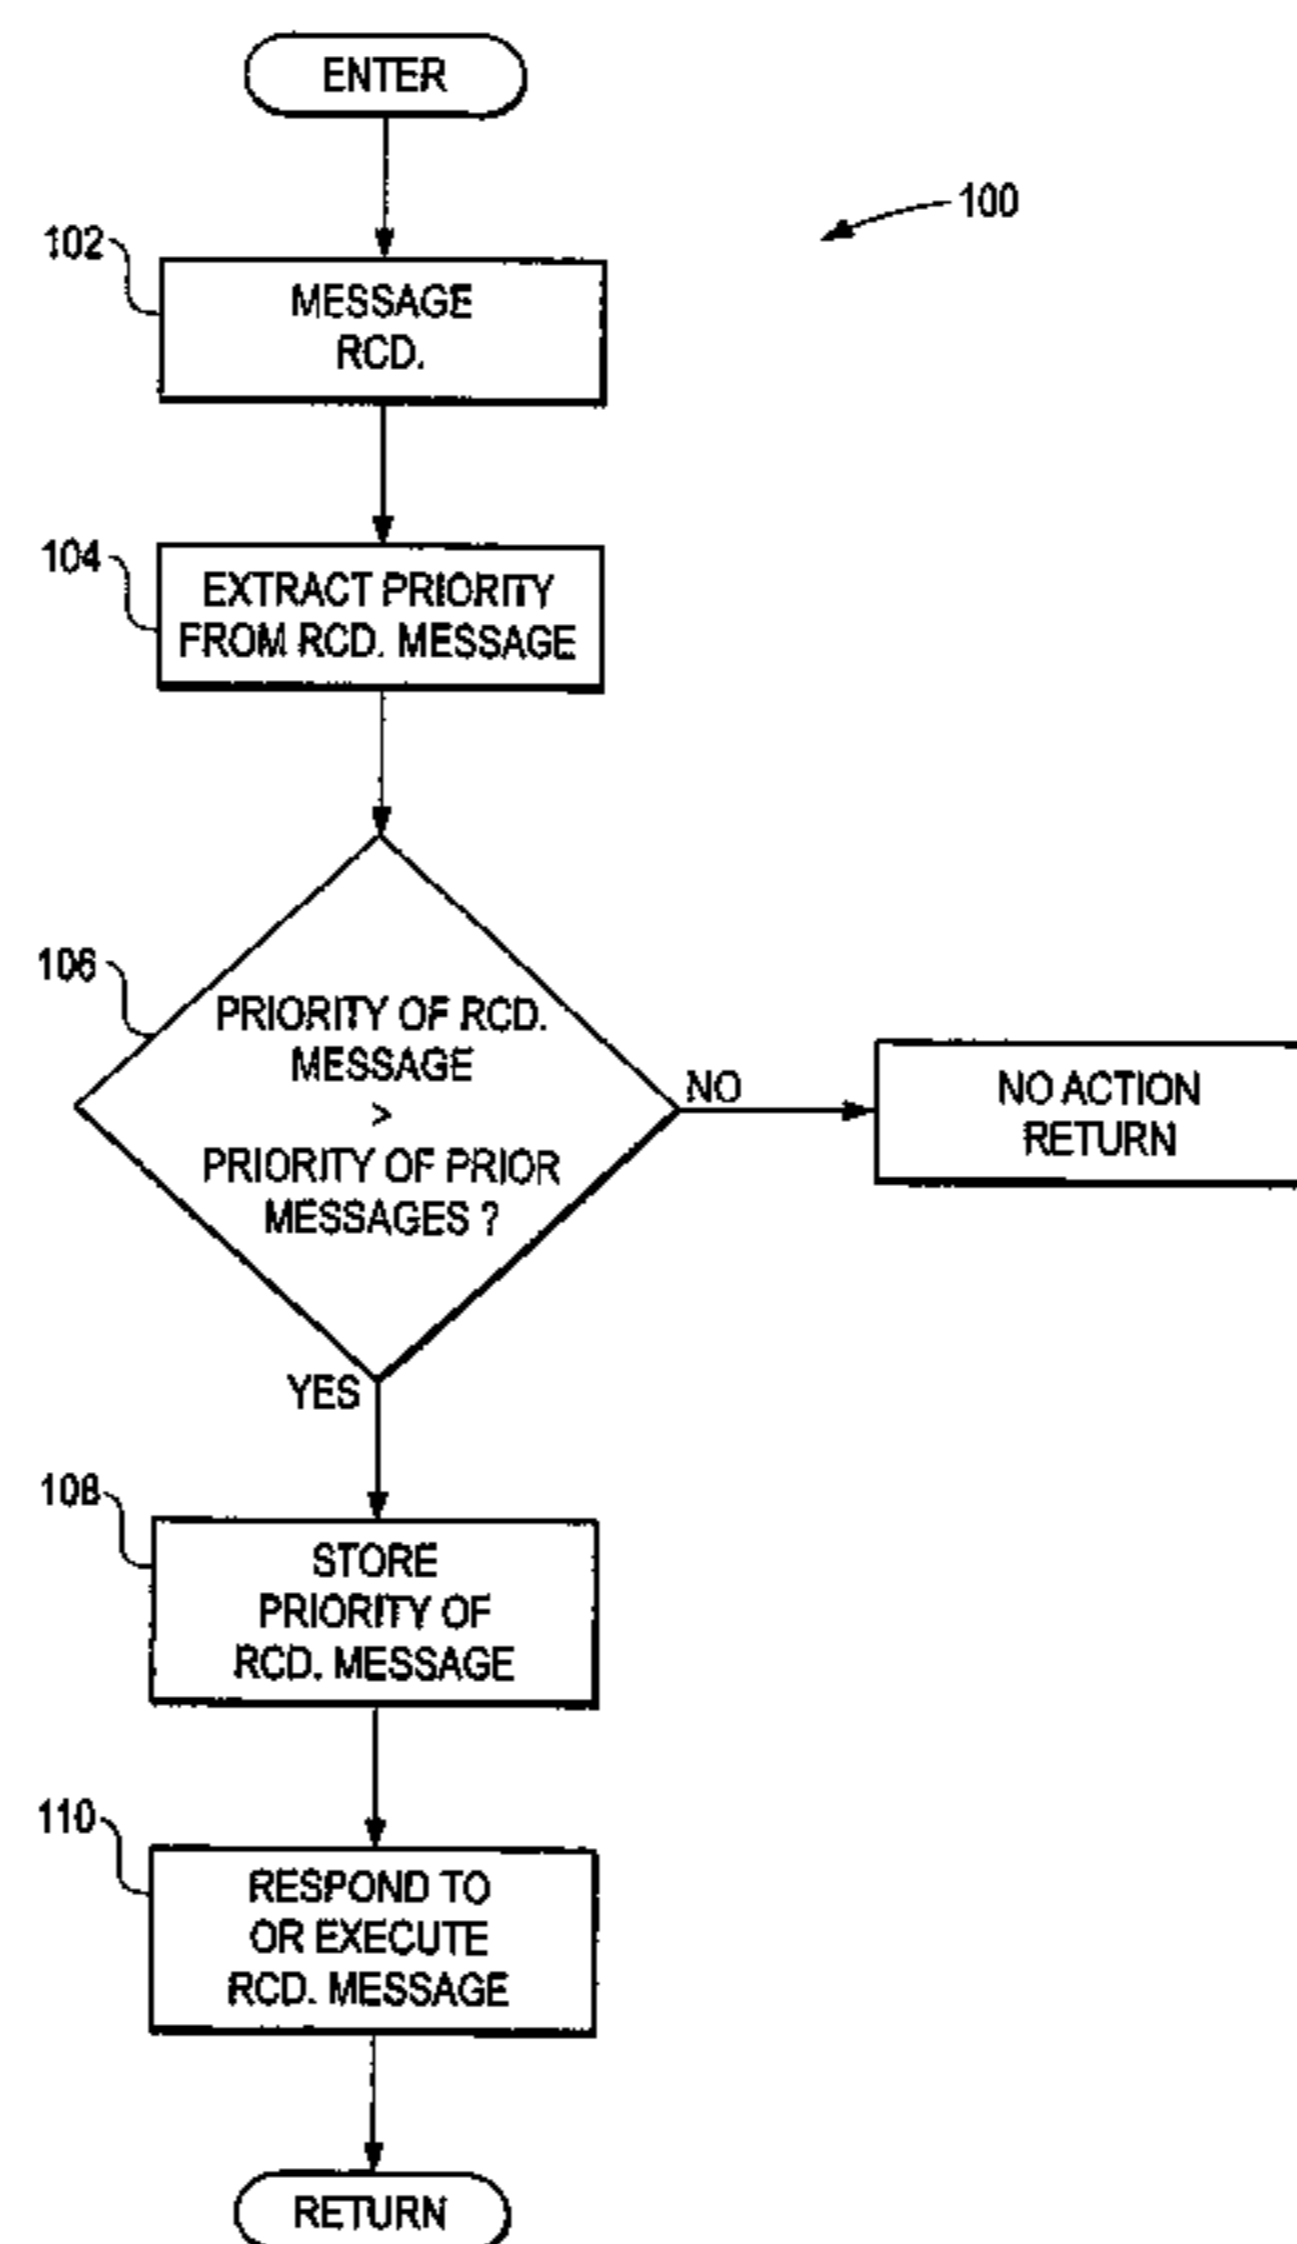 ENTER
100
102
MESSAGE
RCD.
104
EXTRACT PRIORITY
FROM RCD. MESSAGE
106
PRIORITY OF RCD.
MESSAGE
>
PRIORITY OF PRIOR
MESSAGES ?
NO
NO ACTION
RETURN
YES
108
STORE
PRIORITY OF
RCD. MESSAGE
110
RESPOND TO
OR EXECUTE
RCD. MESSAGE
RETURN